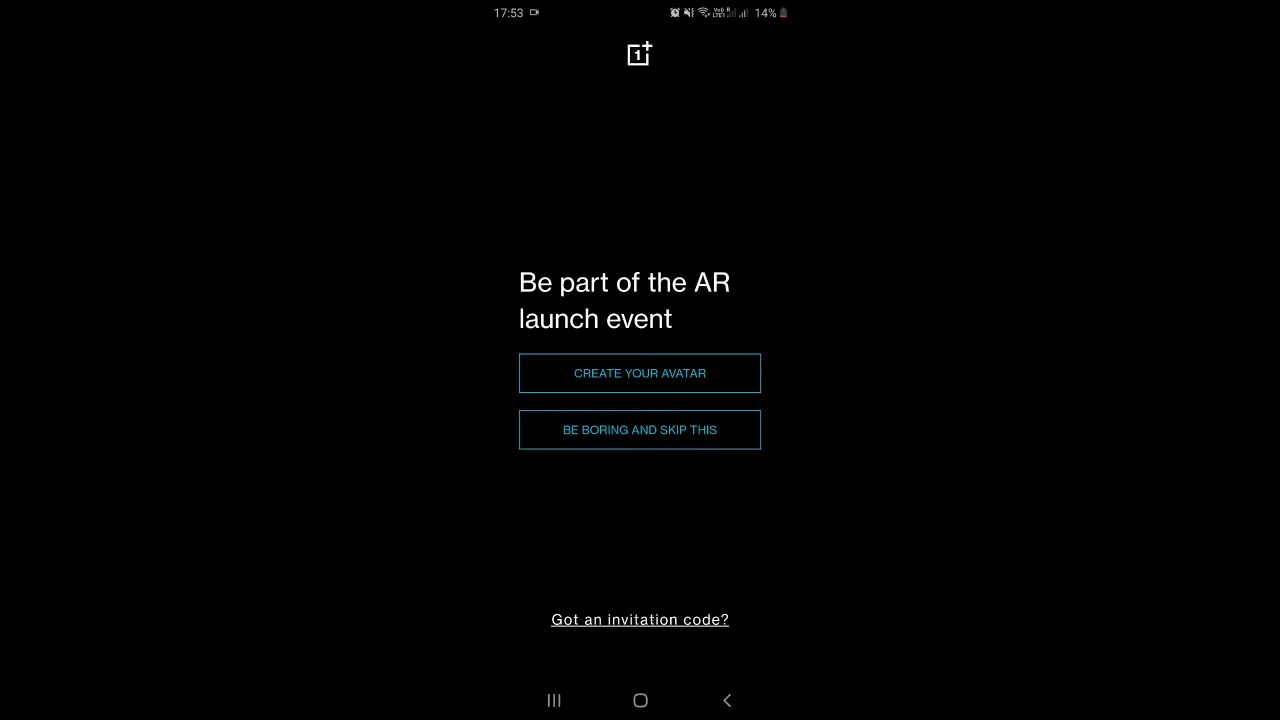 17:53
14%
1+
Be part of the AR
launch event
CREATE YOUR AVATAR
BE BORING AND SKIP THIS
Got an invitation code?